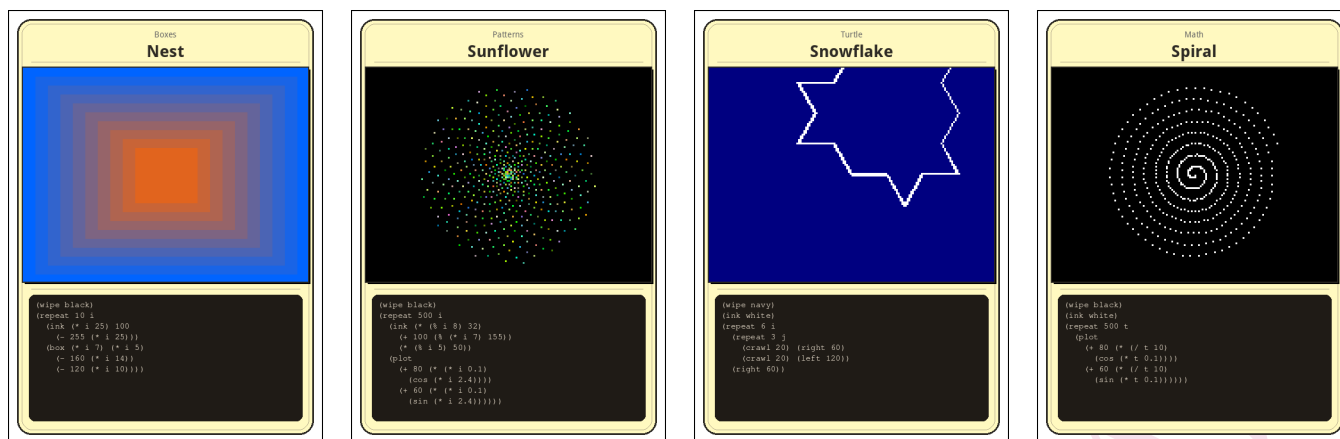 Boxes
Nest
(wipe black)
(repeat 10 i
(ink (* i 25) 100
(- 255 (* i 25)))
(box (* i 7) (* i 5)
(- 160 (* i 14))
(- 120 (* i 10))))
Patterns
Sunflower
(wipe black)
(repeat 500 i
(ink (* (% i 8) 32)
(+ 100 (% (* i 7) 155))
(* (% i 5) 50))
(plot
(+ 80 (* (* i 0.1)
(cos (* i 2.4))))
(+ 60 (* (* i 0.1)
(sin (* i 2.4))))))
Turtle
Snowflake
(wipe navy)
(ink white)
(repeat 6 i
(repeat 3 j
(crawl 20) (right 60)
(crawl 20) (left 120))
(right 60))
Math
Spiral
(wipe black)
(ink white)
(repeat 500 t
(plot
(+ 80 (* (/ t 10)
(cos (* t 0.1))))
(+ 60 (* (/ t 10)
(sin (* t 0.1))))))